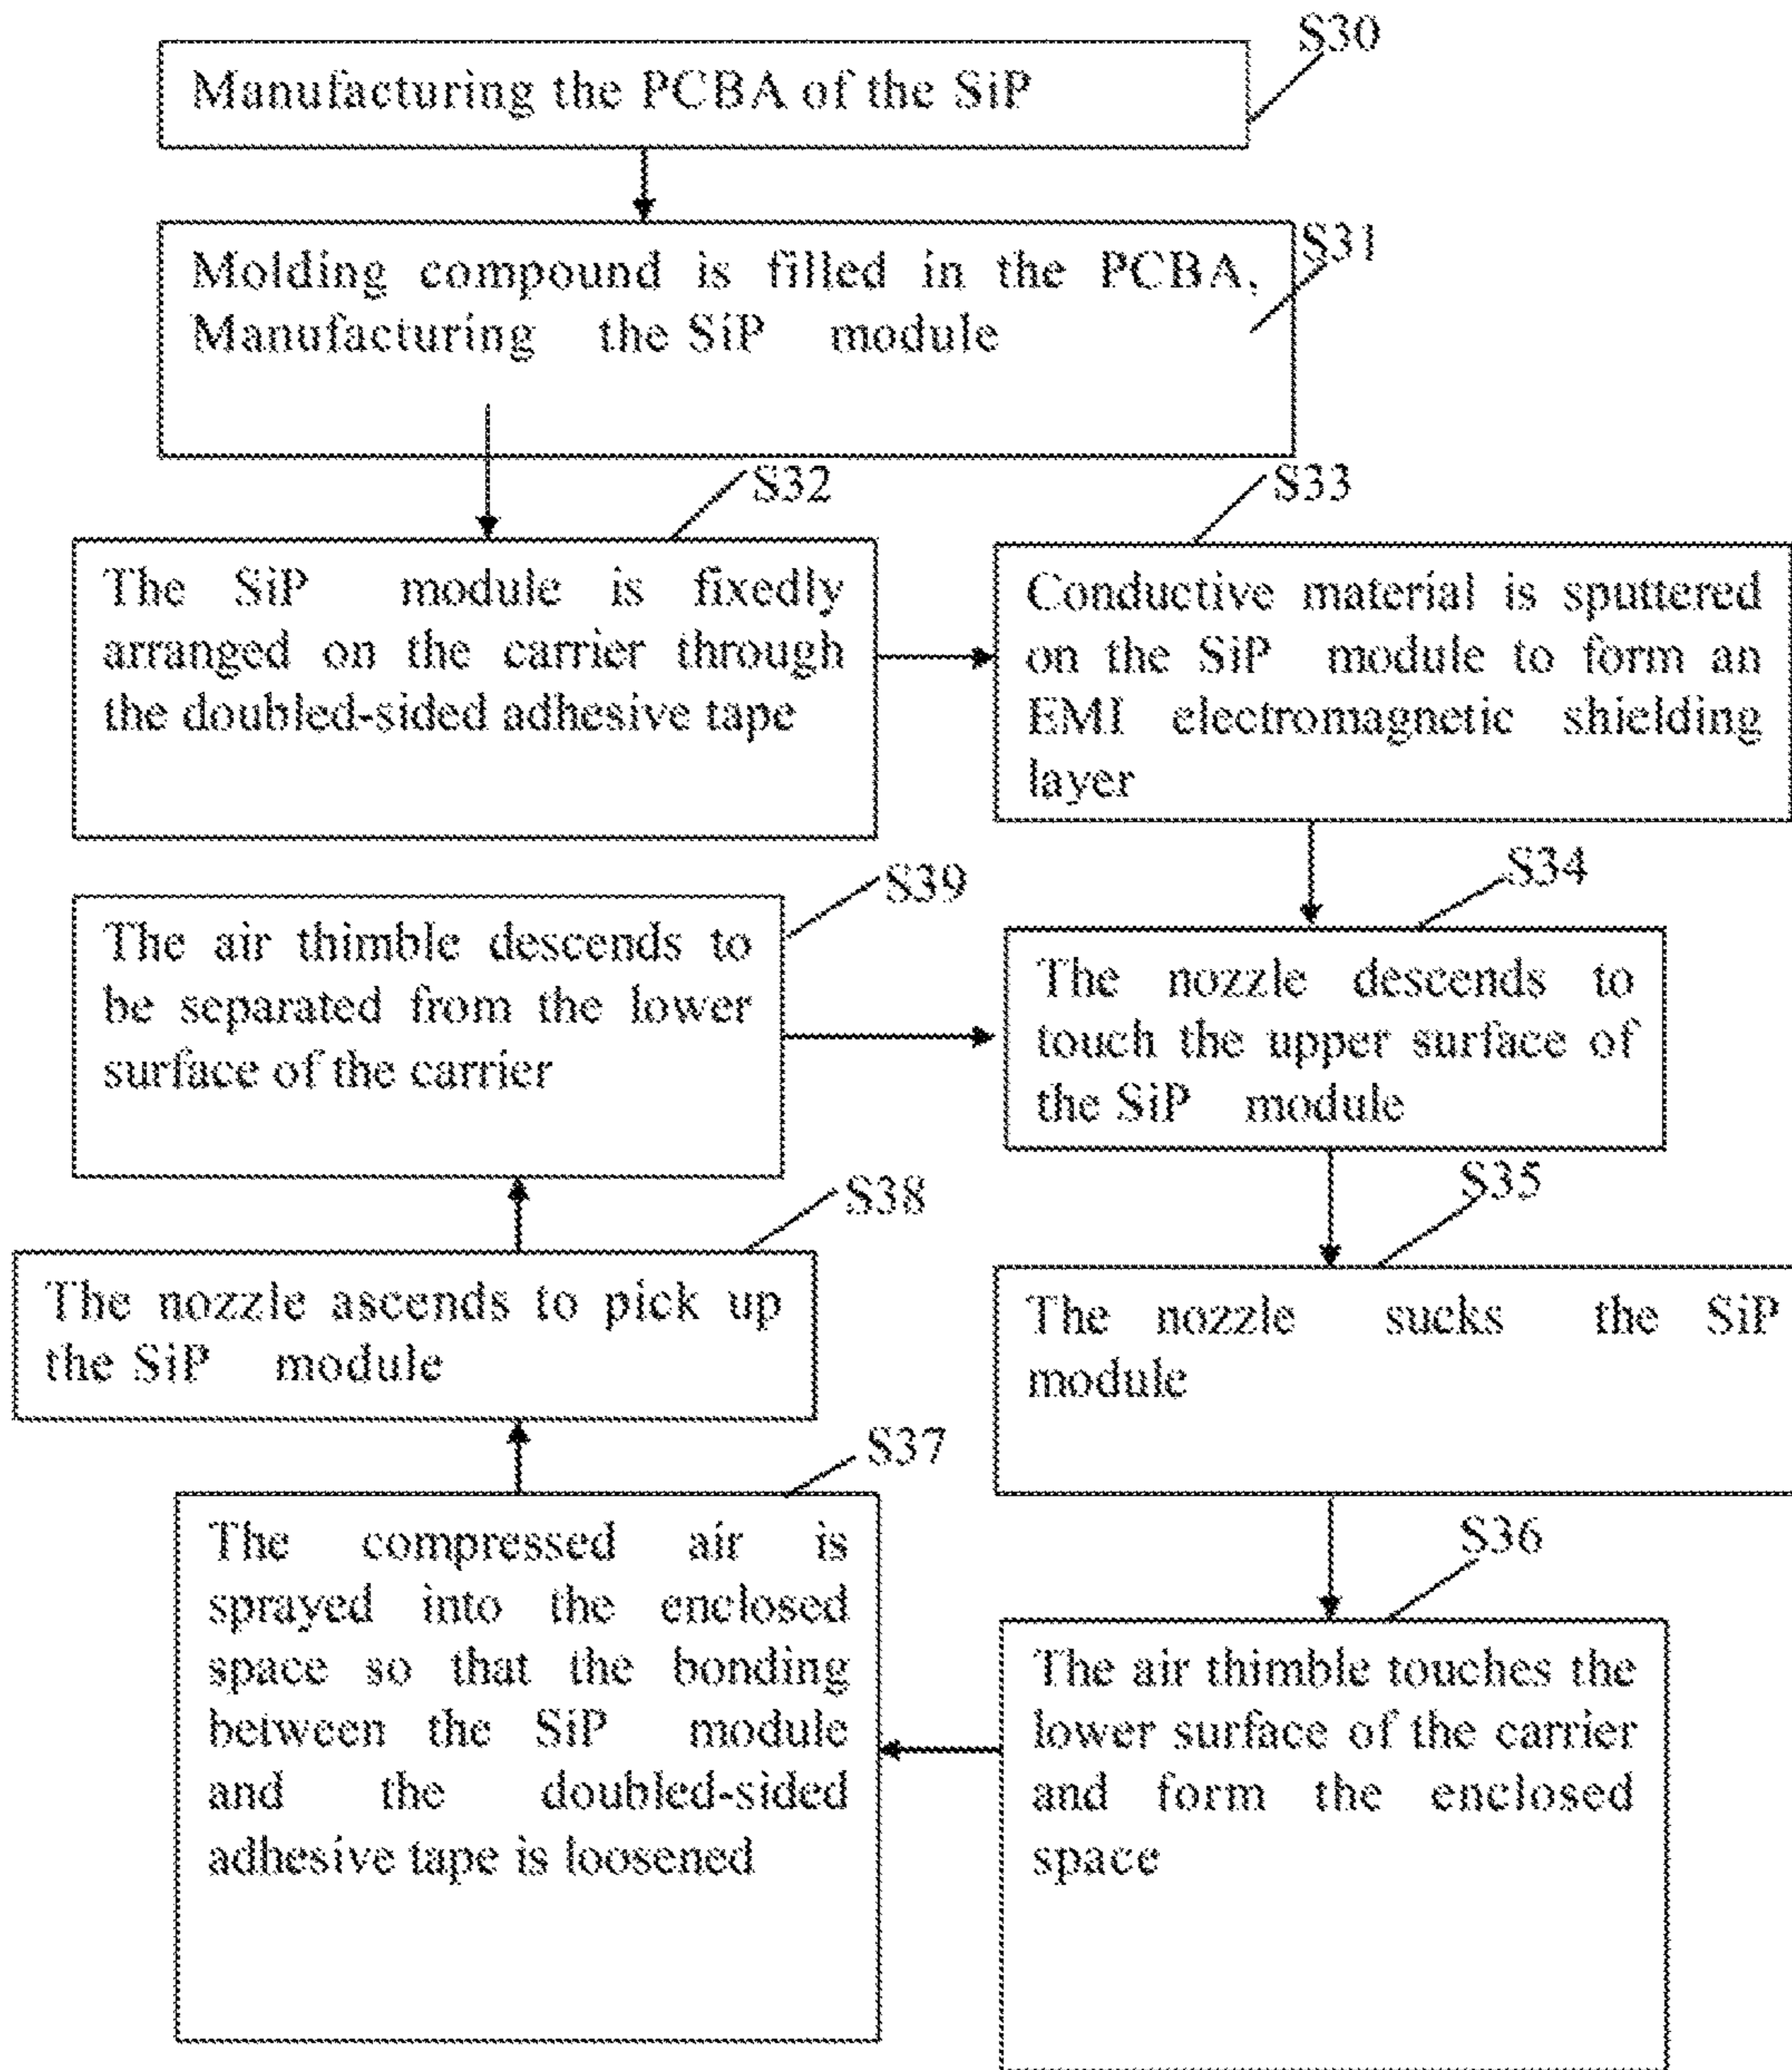 S30
Manufacturing the PCBA of the SiP
S31
Molding compound is filled in the PCBA,
Manufacturing the SiP module
S32
The SiP module is fixedly
arranged on the carrier through
the doubled-sided adhesive tape
S33
Conductive material is sputtered
on the SiP module to form an
EMI electromagnetic shielding
layer
S34
The nozzle descends to
touch the upper surface of
the SiP module
S35
The nozzle sucks the SiP
module
S36
The air thimble touches the
lower surface of the carrier
and form the enclosed
space
S37
The compressed air is
sprayed into the enclosed
space so that the bonding
between the SiP module
and the doubled-sided
adhesive tape is loosened
S38
The nozzle ascends to pick up
the SiP module
S39
The air thimble descends to
be separated from the lower
surface of the carrier